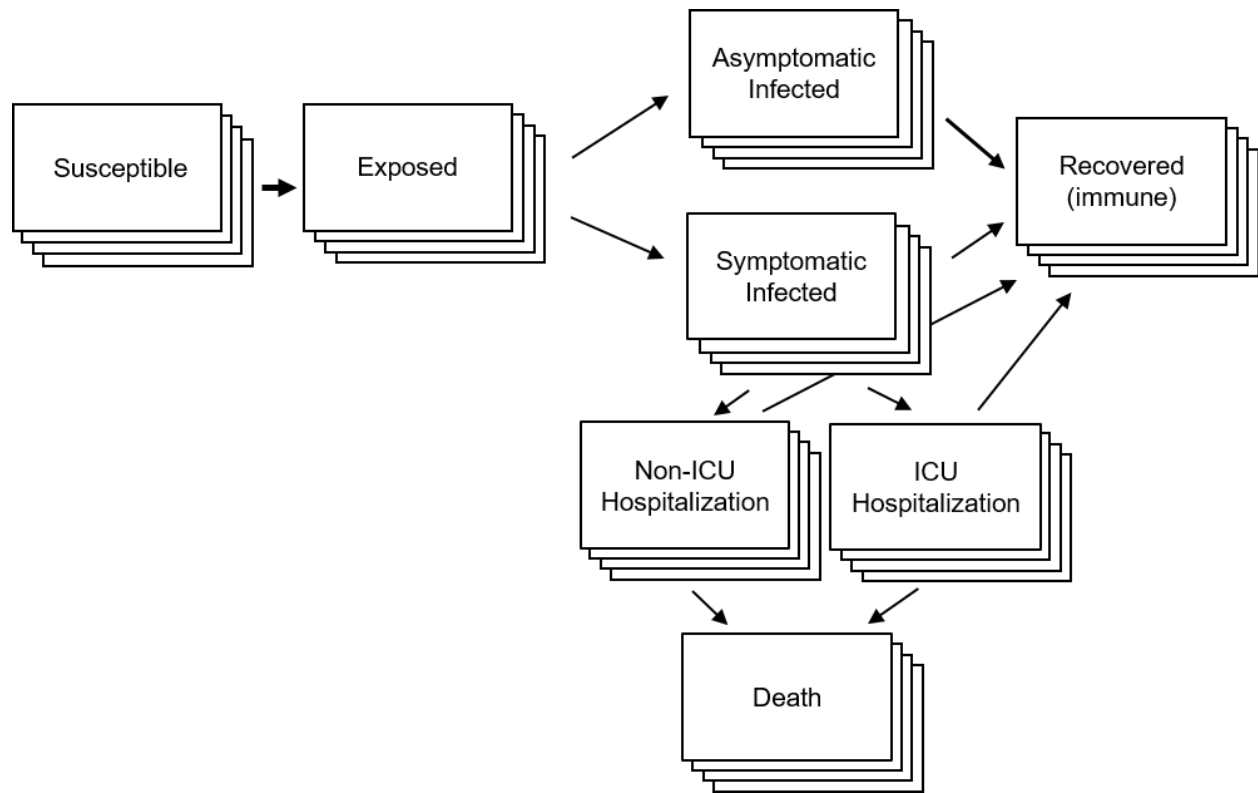 Susceptible
Exposed
Asymptomatic
Infected
Symptomatic
Infected
Recovered
(immune)
Non-ICU
Hospitalization
ICU
Hospitalization
Death